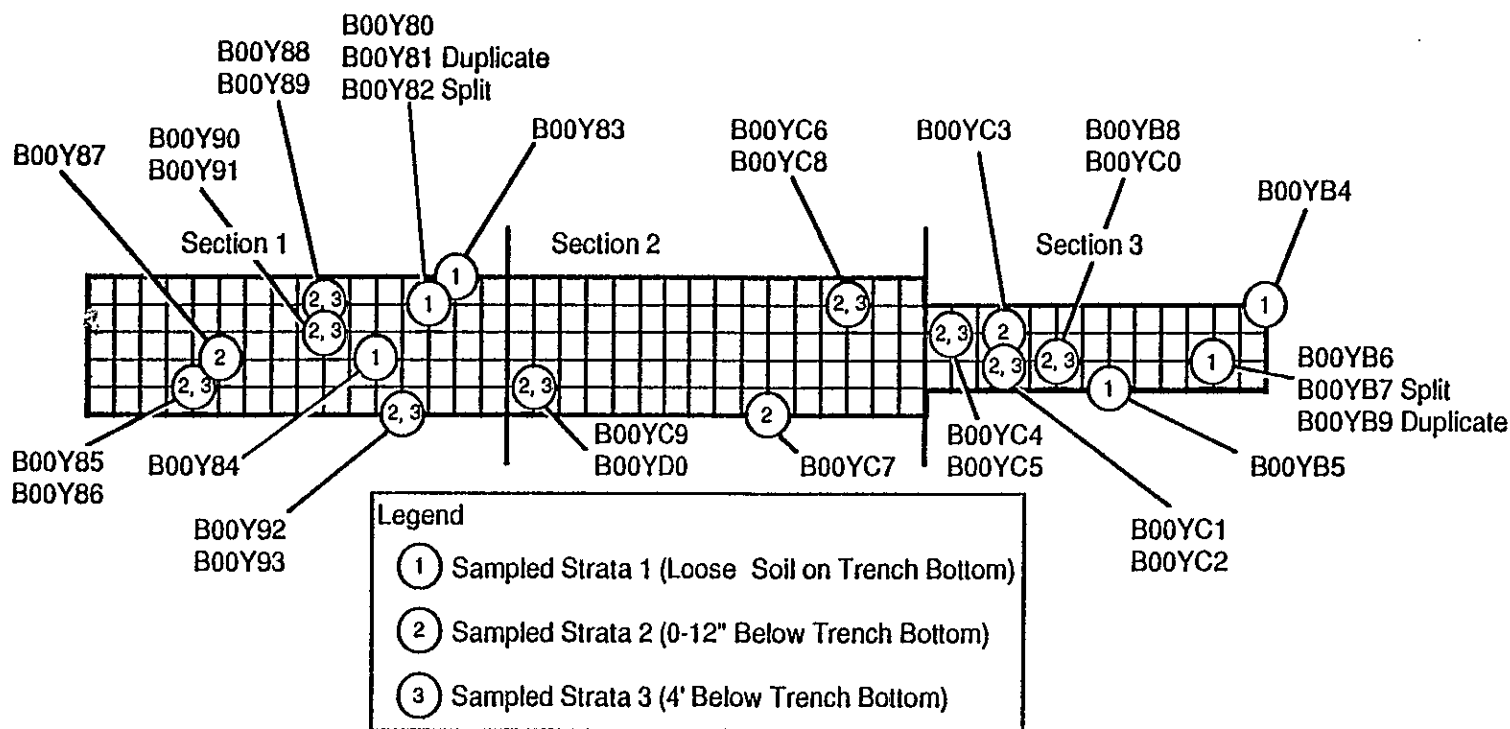 B00Y80
B00Y81 Duplicate
B00Y82 Split
B00Y88
B00Y89
B00Y90
B00Y91
B00Y87
B00Y83
B00YC6
B00YC8
B00YC3
B00YB8
B00YC0
B00YB4
Section 1
Section 2
Section 3
1
2, 3
1
2, 3
1
2, 3
2, 3
2
2
1
2, 3
2, 3
1
2, 3
2, 3
1
2, 3
2
B00YB6
B00YB7 Split
B00YB9 Duplicate
B00Y85
B00Y86
B00Y84
B00YC9
B00YD0
B00YC7
B00YC4
B00YC5
B00YB5
B00Y92
B00Y93
B00YC1
B00YC2
Legend
1 Sampled Strata 1 (Loose Soil on Trench Bottom)
2 Sampled Strata 2 (0-12" Below Trench Bottom)
3 Sampled Strata 3 (4' Below Trench Bottom)